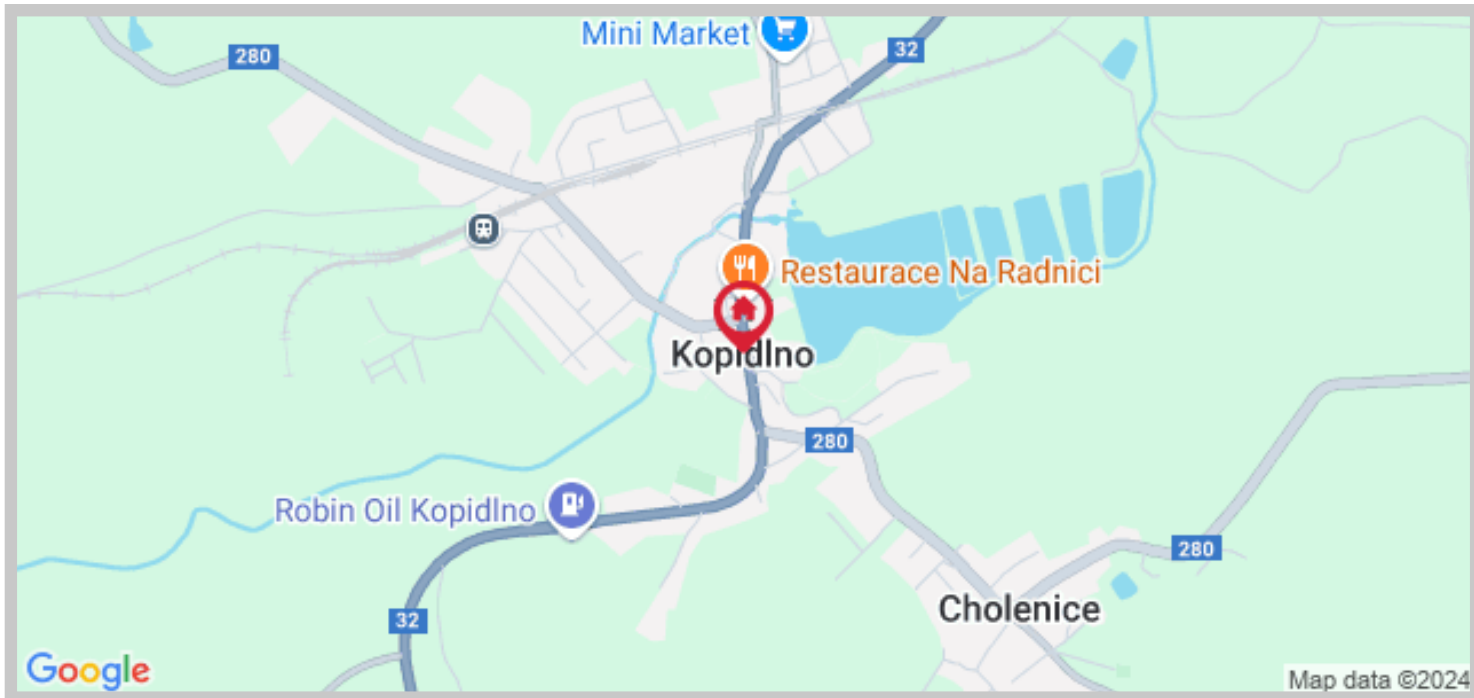 Mini Market
32
280
Restaurace Na Radnici
Kopidlno
280
Robin Oil Kopidlno
280
Cholenice
32
Google
Map data ©2024